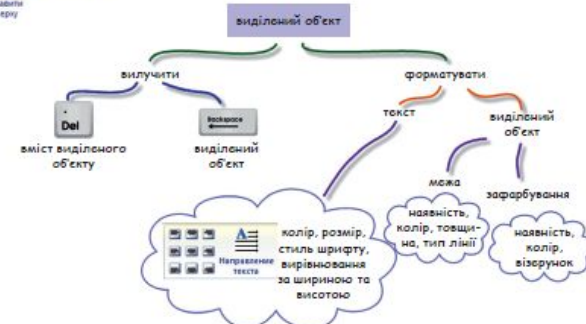 виділений об'єкт
вилучити
форматувати
Del
Backspace
вміст виділеного
об'єкту
виділений
об'єкт
текст
виділений
об'єкт
межа
зафарбування
колір, розмір,
стиль шрифту,
вирівнювання
за шириною та
висотою
Направление
текста
наявність,
колір, товщи-
на, тип лінії
наявність,
колір,
візерунок